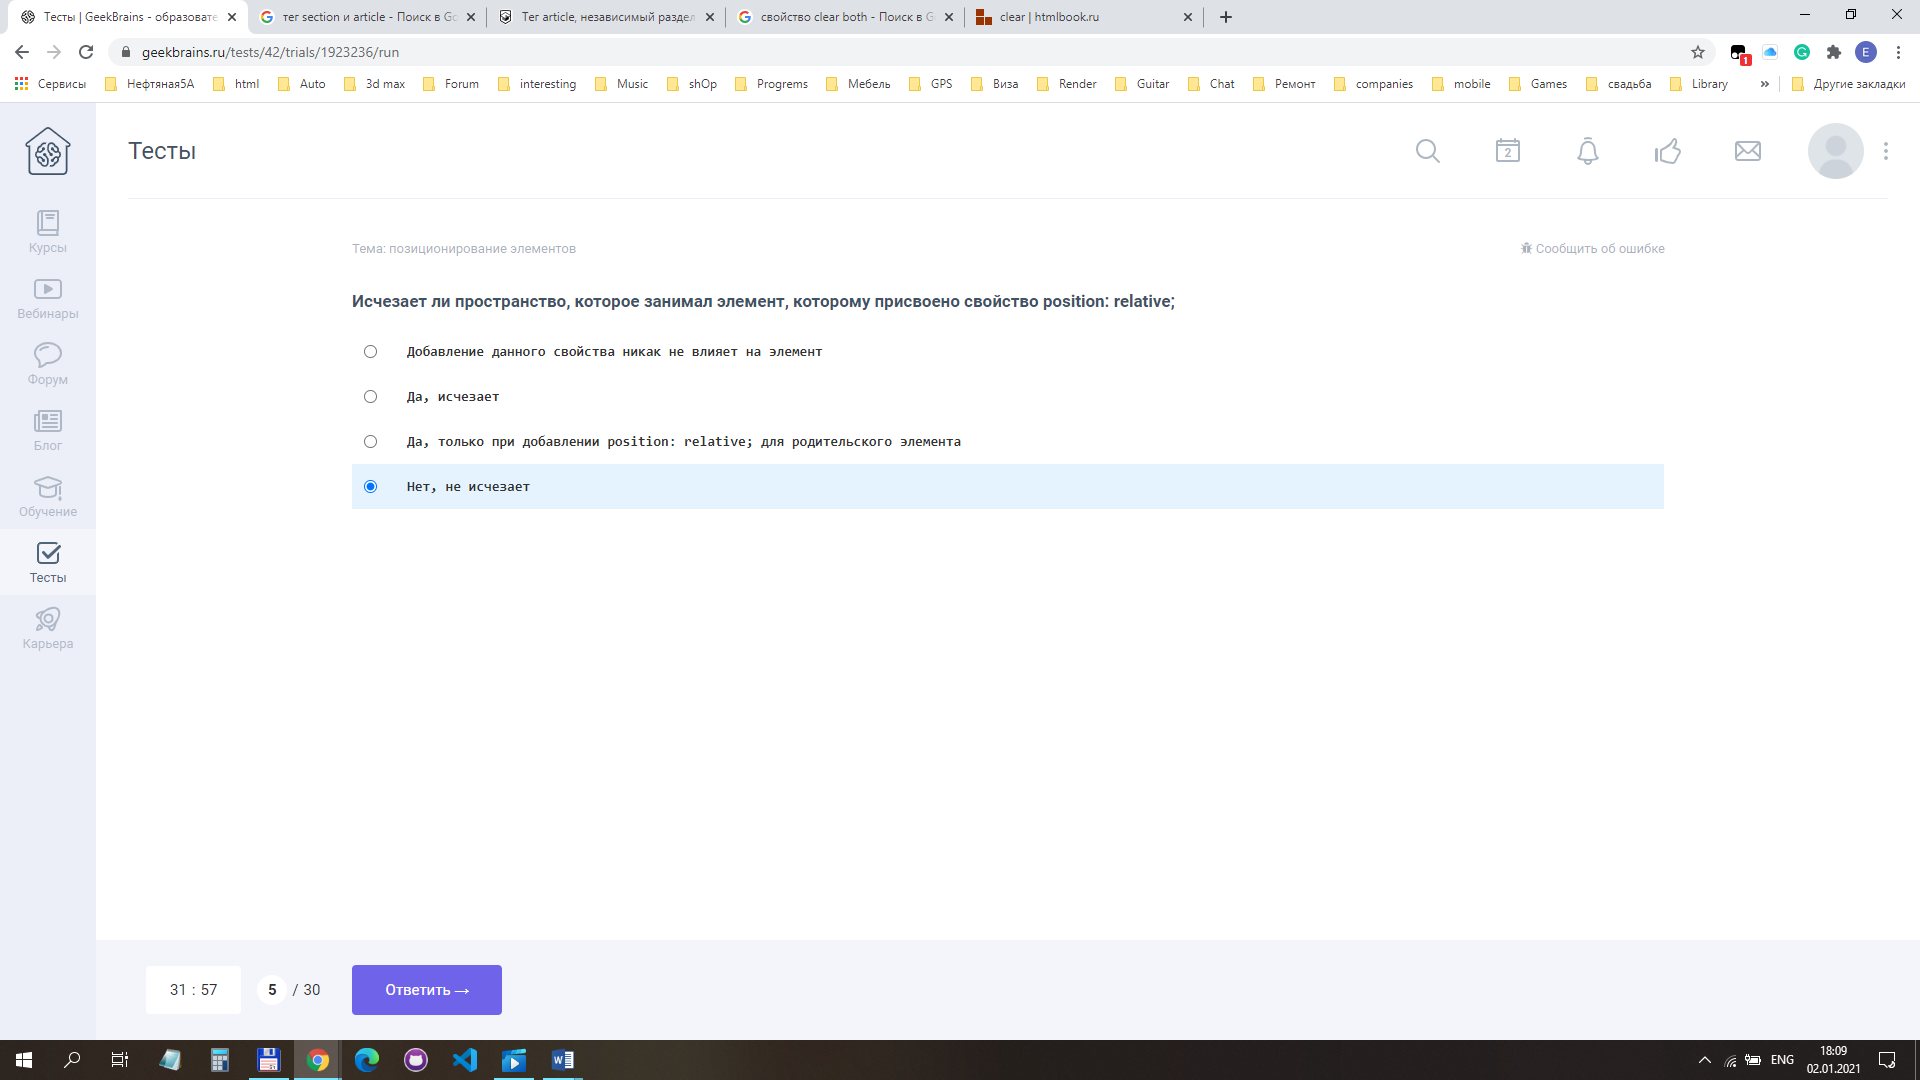 Тесты | GeekBrains - образовате
тег section и article - Поиск в Go
Тег article, независимый раздел
свойство clear both - Поиск в G
clear | htmlbook.ru
geekbrains.ru/tests/42/trials/1923236/run
1
E
Сервисы
Нефтяная5А
html
Auto
3d max
Forum
interesting
Music
shOp
Progrems
Мебель
GPS
Виза
Render
Guitar
Chat
Ремонт
companies
mobile
Games
свадьба
Library
»
Другие закладки
Тесты
2
Курсы
Вебинары
Форум
Блог
Обучение
Тесты
Карьера
Тема: позиционирование элементов
Сообщить об ошибке
Исчезает ли пространство, которое занимал элемент, которому присвоено свойство position: relative;
Добавление данного свойства никак не влияет на элемент
Да, исчезает
Да, только при добавлении position: relative; для родительского элемента
Нет, не исчезает
31 : 57
5 / 30
Ответить →
ENG
18:09
02.01.2021